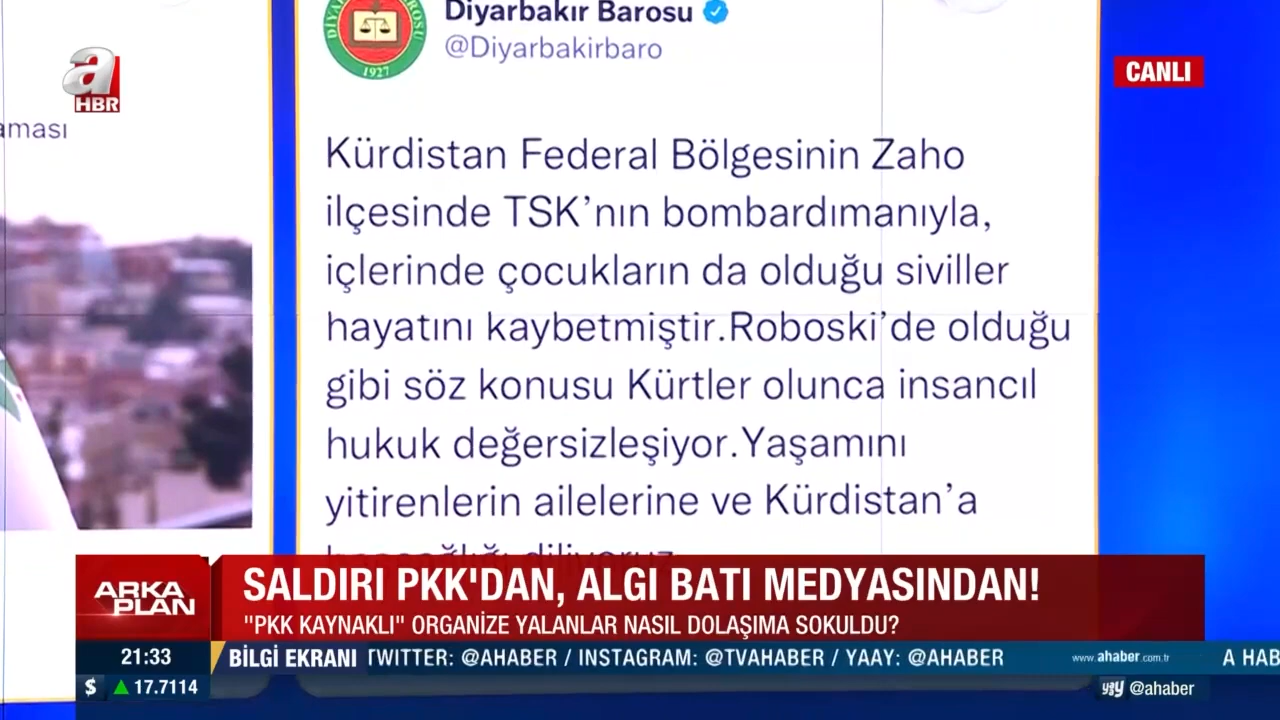 Diyarbakır Barosu
@Diyarbakirbaro
1927
a
HBR
CANLI
aması
Kürdistan Federal Bölgesinin Zaho
ilçesinde TSK’nın bombardımanıyla,
içlerinde çocukların da olduğu siviller
hayatını kaybetmiştir.Roboski’de olduğu
gibi söz konusu Kürtler olunca insancıl
hukuk değersizleşiyor.Yaşamını
yitirenlerin ailelerine ve Kürdistan’a
ARKA
PLAN
SALDIRI PKK'DAN, ALGI BATI MEDYASINDAN!
"PKK KAYNAKLI" ORGANİZE YALANLAR NASIL DOLAŞIMA SOKULDU?
21:33
BİLGİ EKRANI
TWITTER: @AHABER / INSTAGRAM: @TVAHABER / YAAY: @AHABER
www.ahaber.com.tr
A HAB
$ 17.7114
yay @ahaber